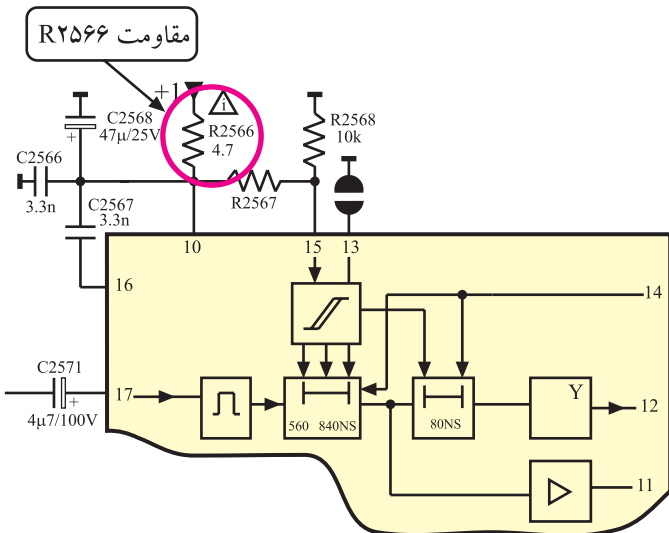 مقاومت R۲۵۶۶
+1
i
C2568
47μ/25V
+
R2566
4.7
R2568
10k
C2566
3.3n
C2567
3.3n
R2567
10
15
13
16
14
C2571
+
4μ7/100V
17
560 840NS
80NS
Y
12
11